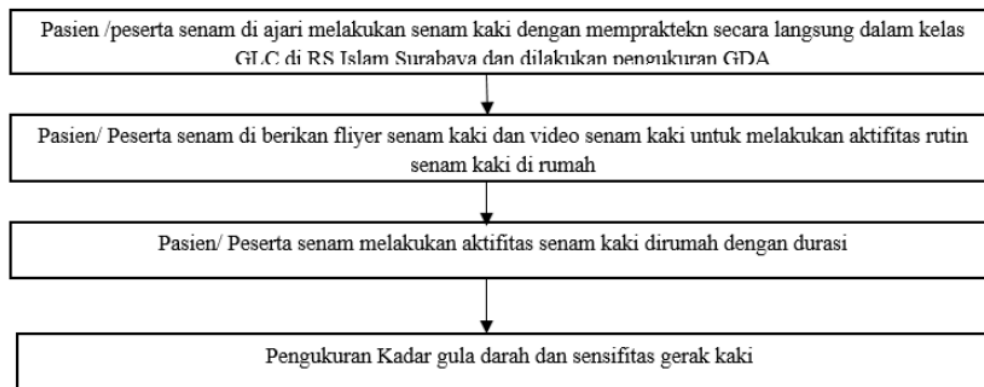 Pasien /peserta senam di ajari melakukan senam kaki dengan mempraktekn secara langsung dalam kelas
GLC di RS Islam Surabaya dan dilakukan pengukuran GDA
Pasien/ Peserta senam di berikan fliyer senam kaki dan video senam kaki untuk melakukan aktifitas rutin
senam kaki di rumah
Pasien/ Peserta senam melakukan aktifitas senam kaki dirumah dengan durasi
Pengukuran Kadar gula darah dan sensifitas gerak kaki